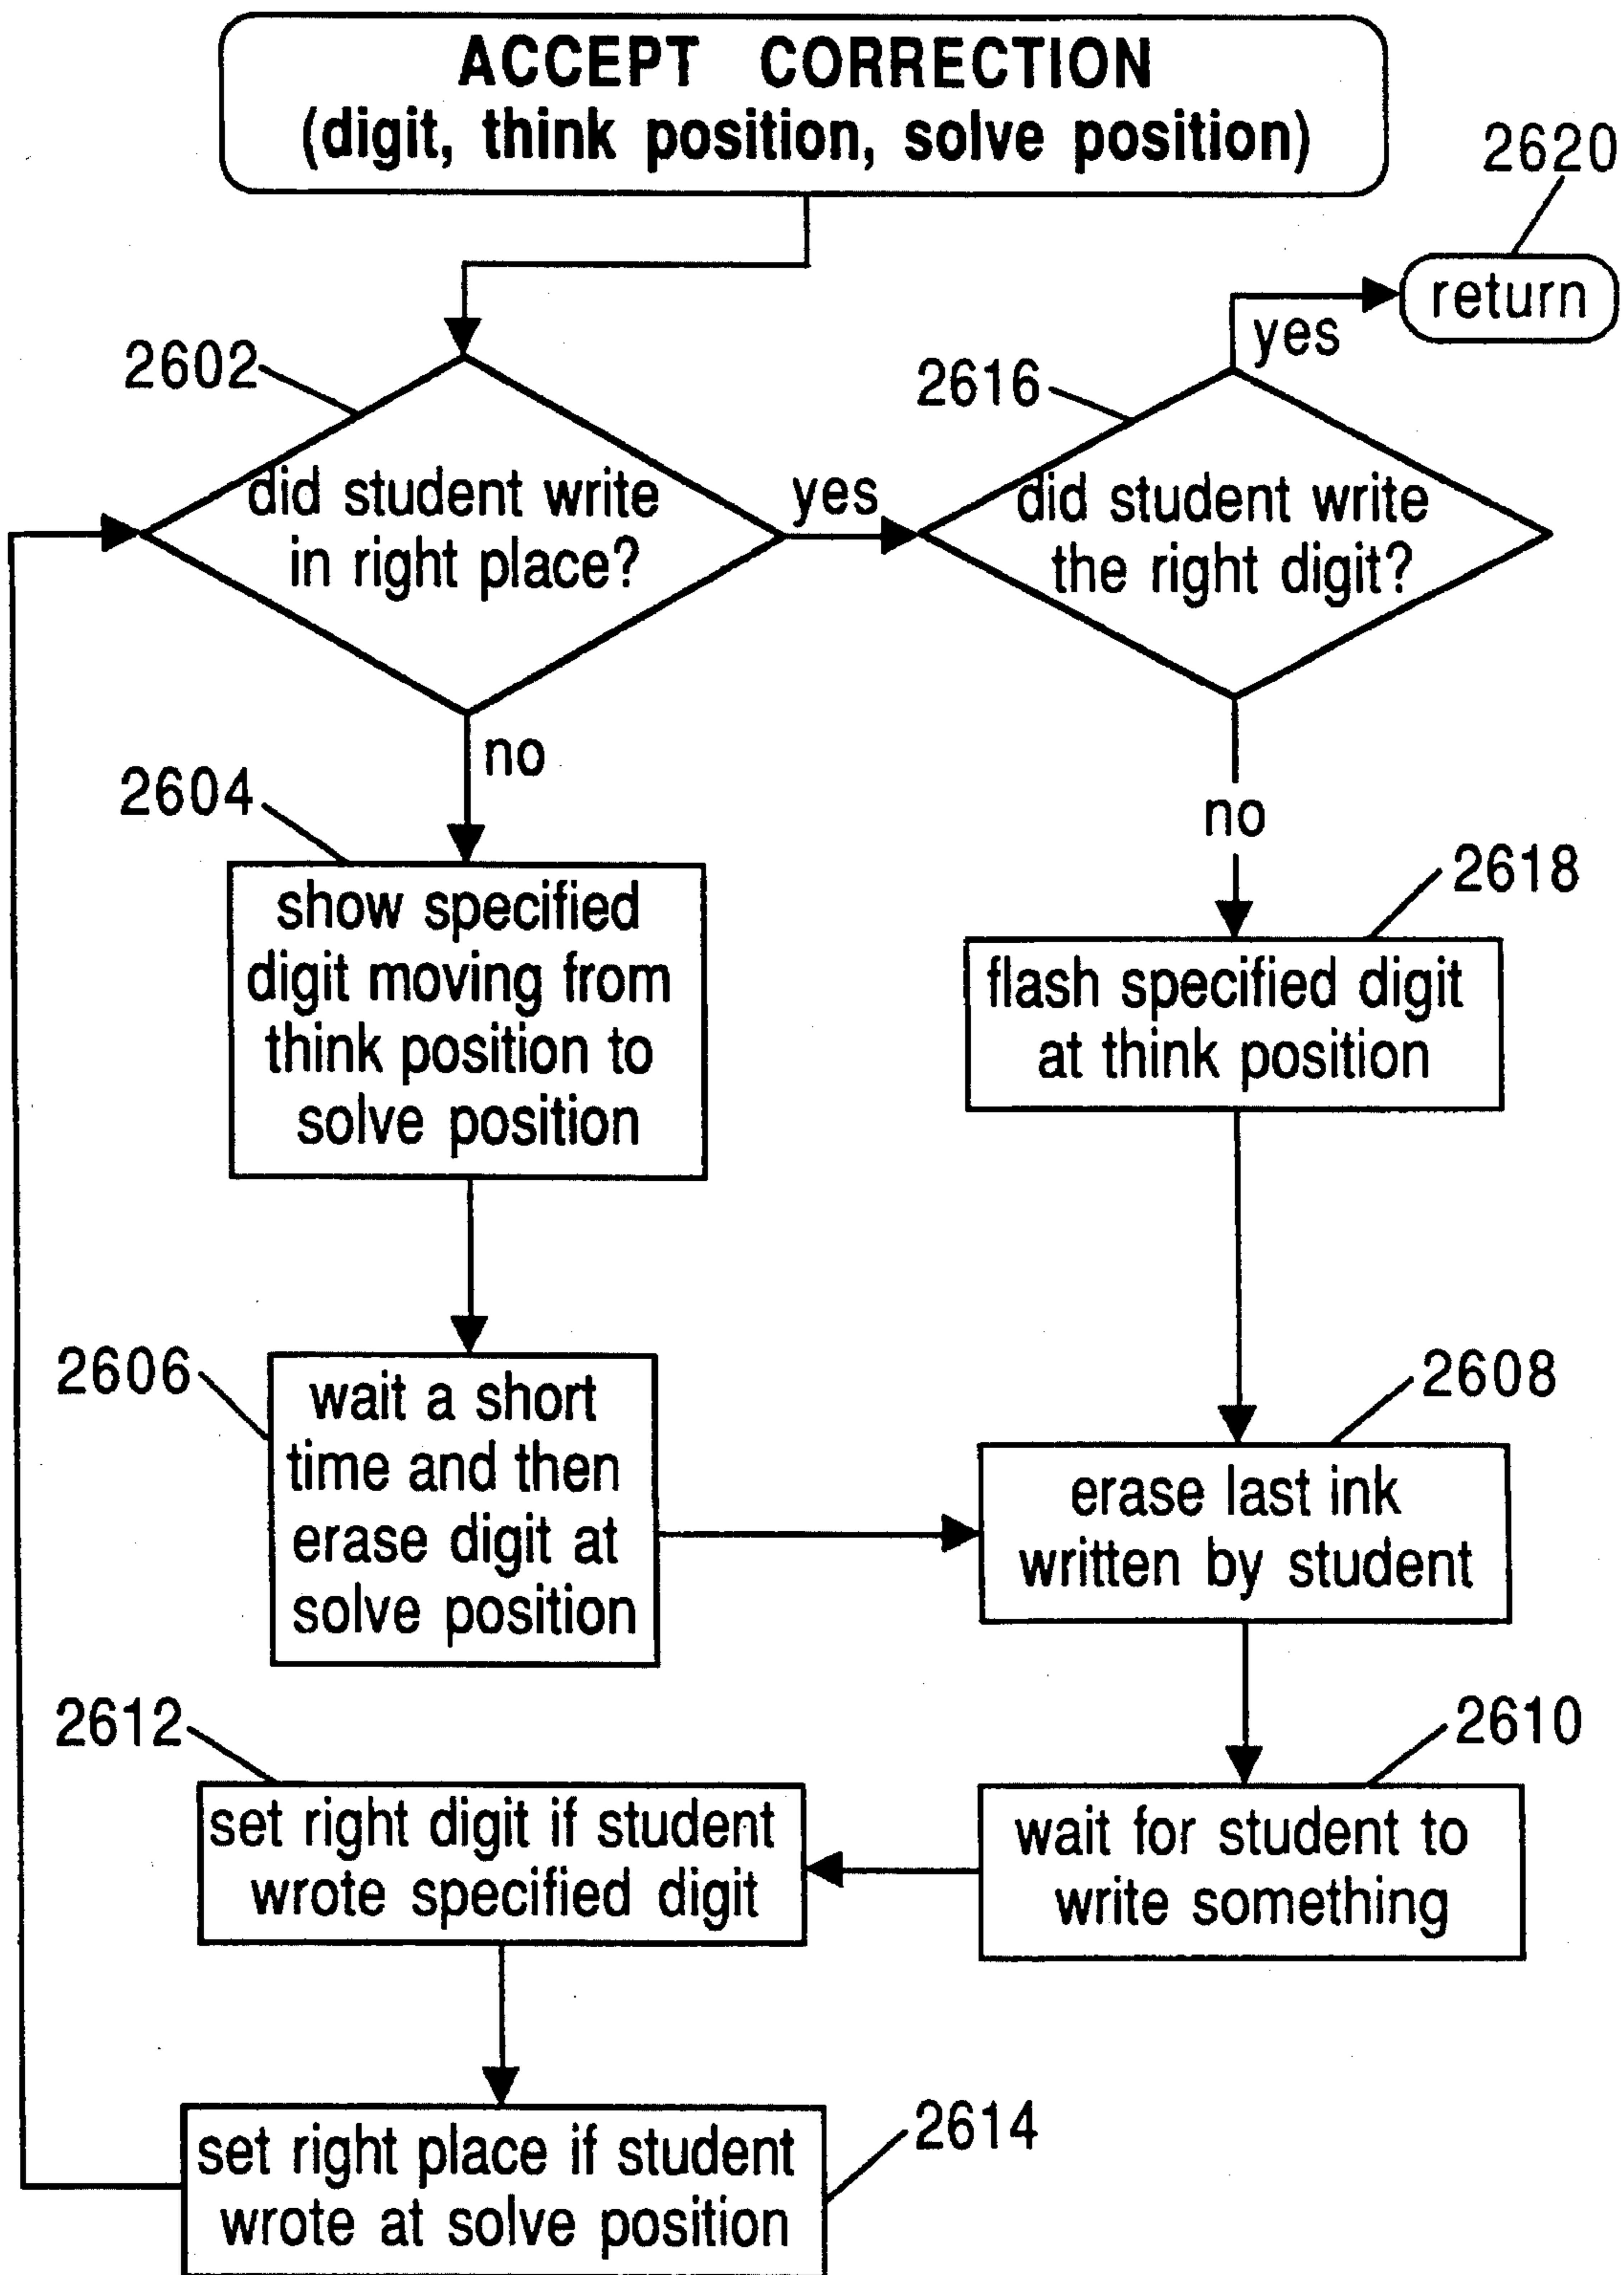 ACCEPT CORRECTION
(digit, think position, solve position)
2620
return
yes
2602
2616
did student write
in right place?
yes
did student write
the right digit?
no
no
2604
show specified
digit moving from
think position to
solve position
2618
flash specified digit
at think position
2606
wait a short
time and then
erase digit at
solve position
2608
erase last ink
written by student
2612
set right digit if student
wrote specified digit
2610
wait for student to
write something
2614
set right place if student
wrote at solve position